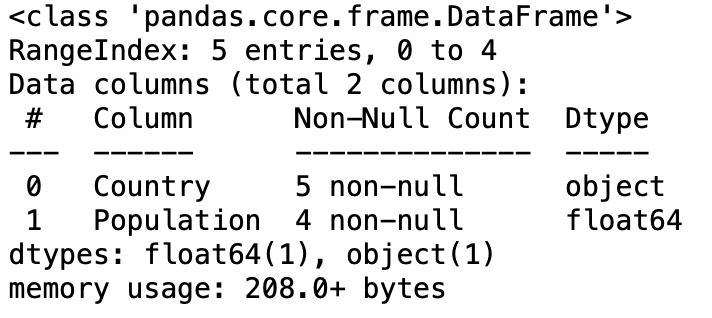 <class 'pandas.core.frame.DataFrame'>
RangeIndex: 5 entries, 0 to 4
Data columns (total 2 columns):
 #   Column      Non-Null Count  Dtype
---  ------      --------------  -----
 0   Country     5 non-null      object
 1   Population  4 non-null      float64
dtypes: float64(1), object(1)
memory usage: 208.0+ bytes